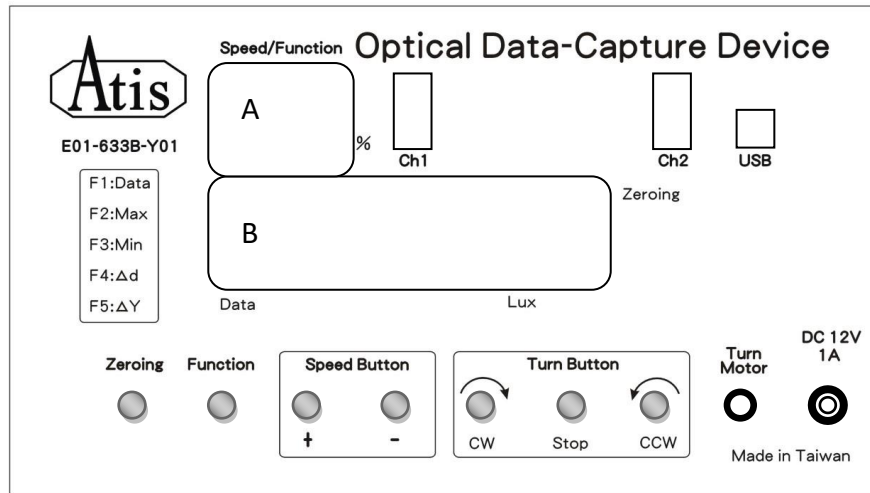 Speed/Function Optical Data-Capture Device
Atis
A
%
E01-633B-Y01
Ch1 Ch2 USB
F1:Data
F2:Max
F3:Min
F4:Δd
F5:ΔY
Zeroing
B
Data Lux
Zeroing Function Speed Button Turn Button Turn Motor DC 12V 1A
+ - CW Stop CCW
Made in Taiwan